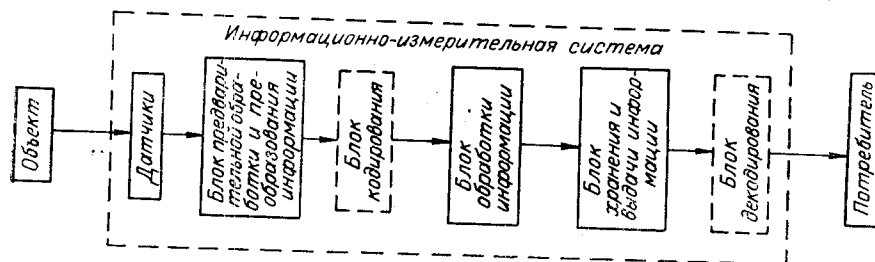 Информационно-измерительная система
Объект
Датчики
Блок предвари-
тельной обра-
ботки и пре-
образования
информации
Блок
кодирования
Блок
обработки
информации
Блок
хранения и
выдачи инфор-
мации
Блок
декодирования
Потребитель